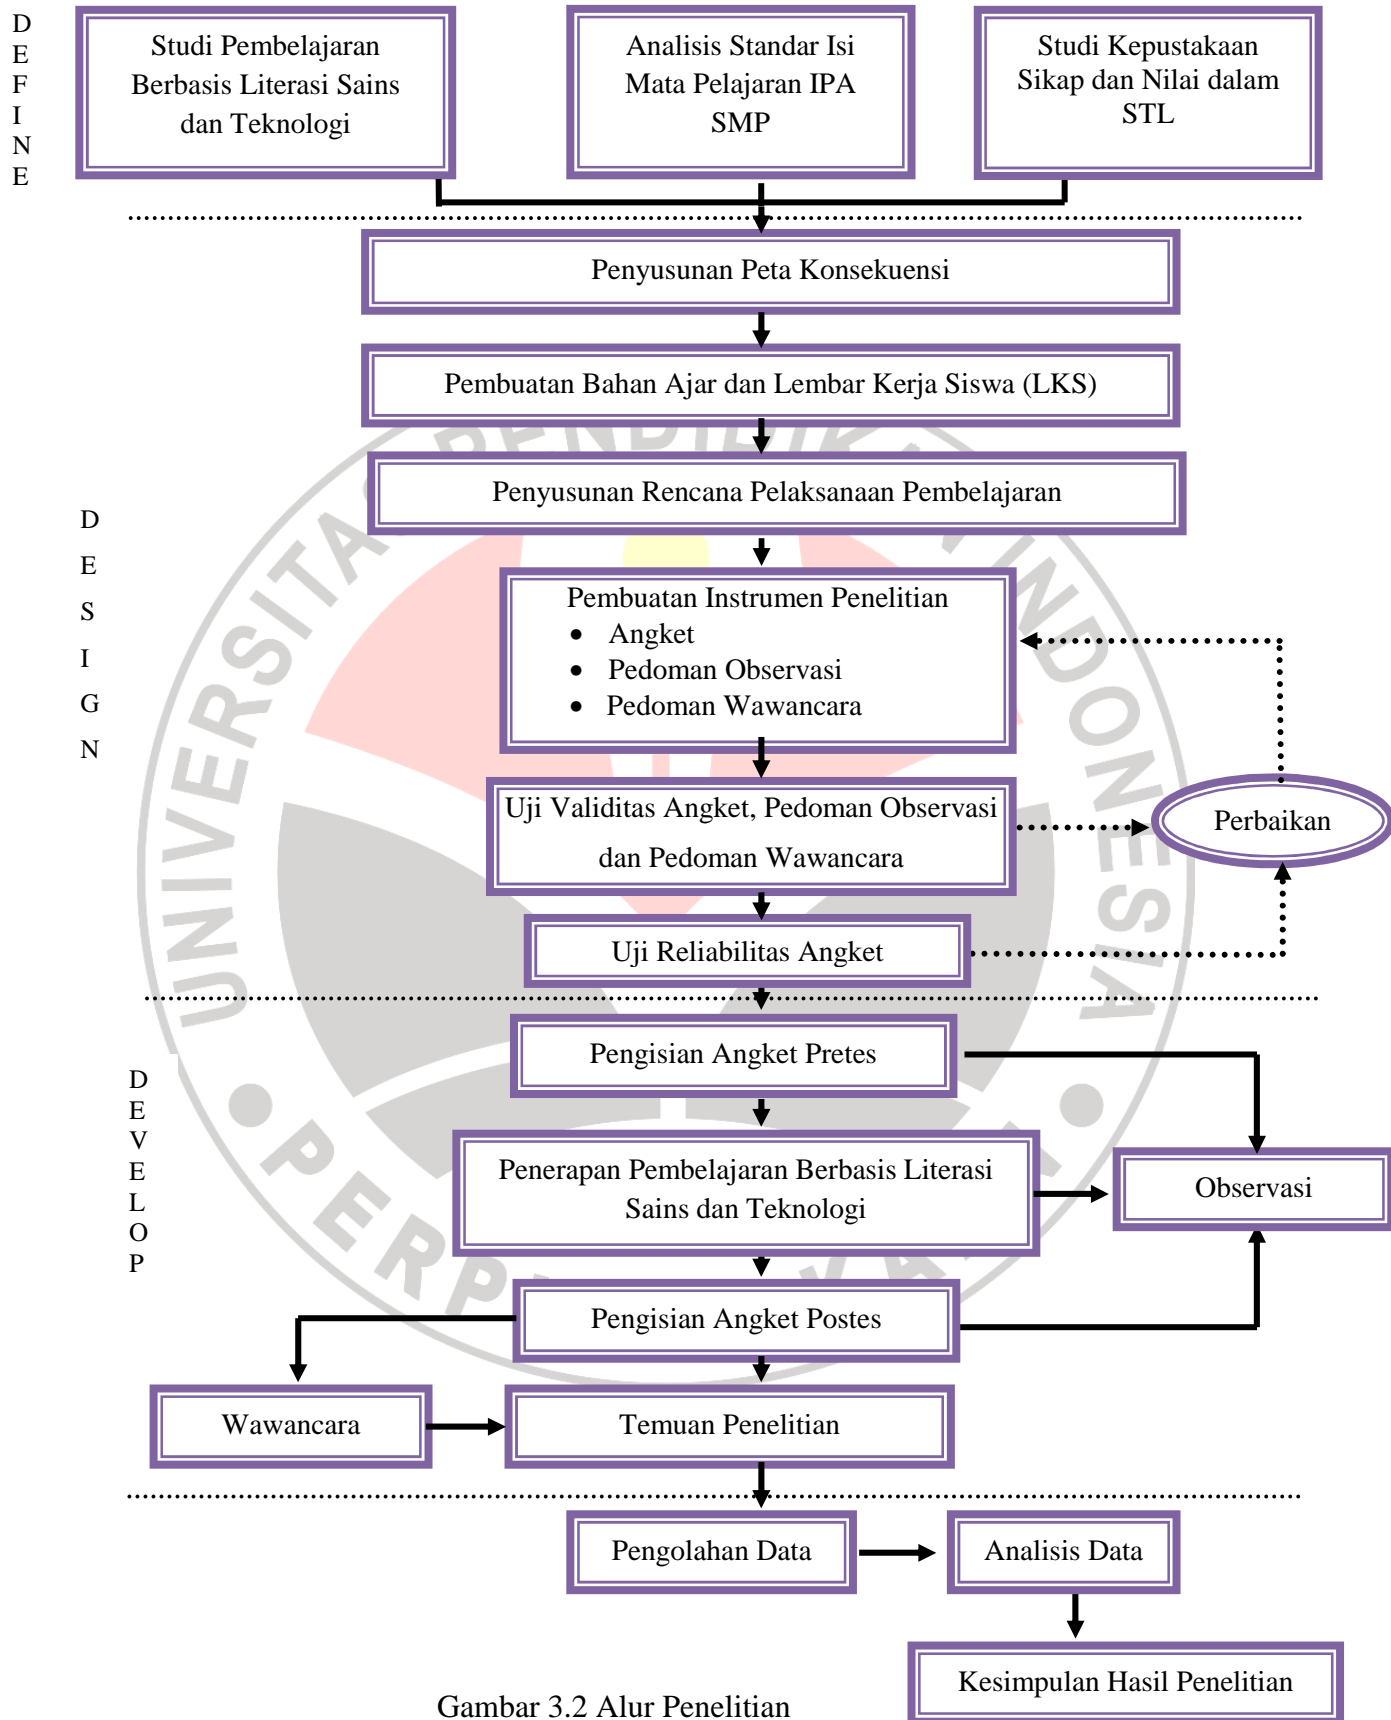 D
E
F
I
N
E
Studi Pembelajaran
Berbasis Literasi Sains
dan Teknologi
Analisis Standar Isi
Mata Pelajaran IPA
SMP
Studi Kepustakaan
Sikap dan Nilai dalam
STL
Penyusunan Peta Konsekuensi
Pembuatan Bahan Ajar dan Lembar Kerja Siswa (LKS)
Penyusunan Rencana Pelaksanaan Pembelajaran
D
E
S
I
G
N
Pembuatan Instrumen Penelitian
● Angket
● Pedoman Observasi
● Pedoman Wawancara
Uji Validitas Angket, Pedoman Observasi
dan Pedoman Wawancara
Perbaikan
Uji Reliabilitas Angket
D
E
V
E
L
O
P
Pengisian Angket Pretes
Penerapan Pembelajaran Berbasis Literasi
Sains dan Teknologi
Observasi
Pengisian Angket Postes
Wawancara
Temuan Penelitian
Pengolahan Data
Analisis Data
Kesimpulan Hasil Penelitian
Gambar 3.2 Alur Penelitian
UNIVERSITAS PENDIDIKAN INDONESIA